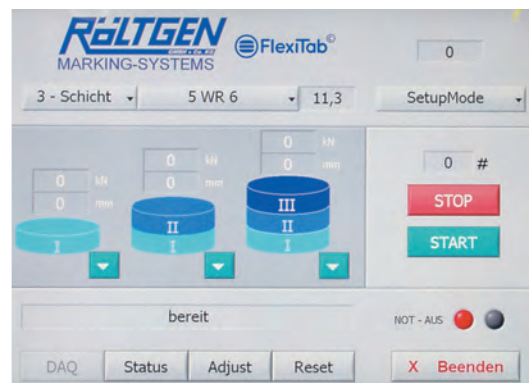 RÖLTGEN
GMBH + Co. KG
MARKING-SYSTEMS
FlexiTab©
0
3 - Schicht
5 WR 6
11,3
SetupMode
0 kN
0 mm
I
0 kN
0 mm
II
I
0 kN
0 mm
III
II
I
0 #
STOP
START
bereit
NOT - AUS
DAQ
Status
Adjust
Reset
X Beenden